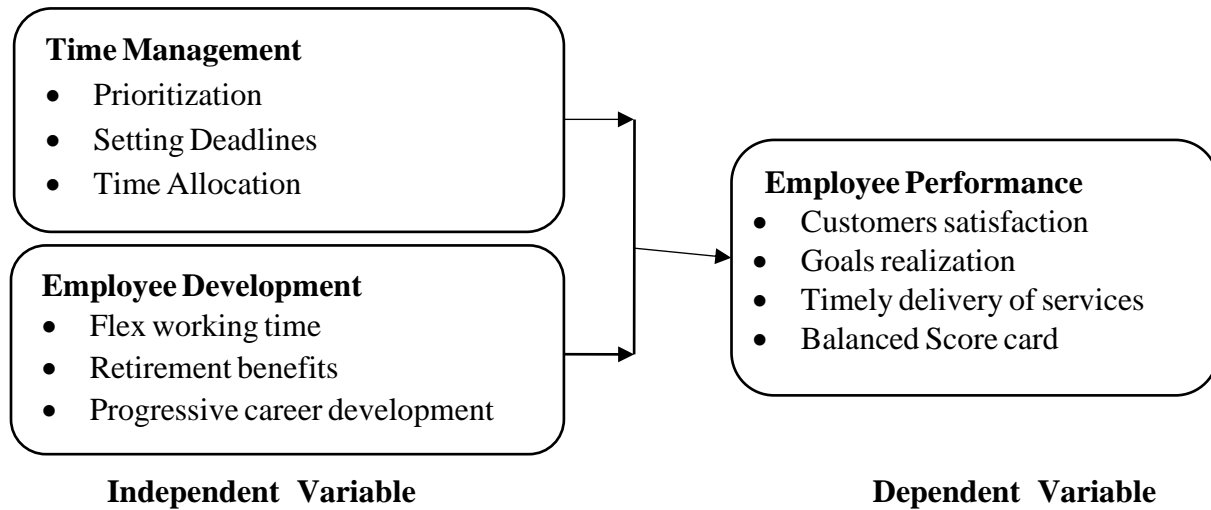 Time Management
• Prioritization
• Setting Deadlines
• Time Allocation
Employee Development
• Flex working time
• Retirement benefits
• Progressive career development
Employee Performance
• Customers satisfaction
• Goals realization
• Timely delivery of services
• Balanced Score card
Independent Variable
Dependent Variable